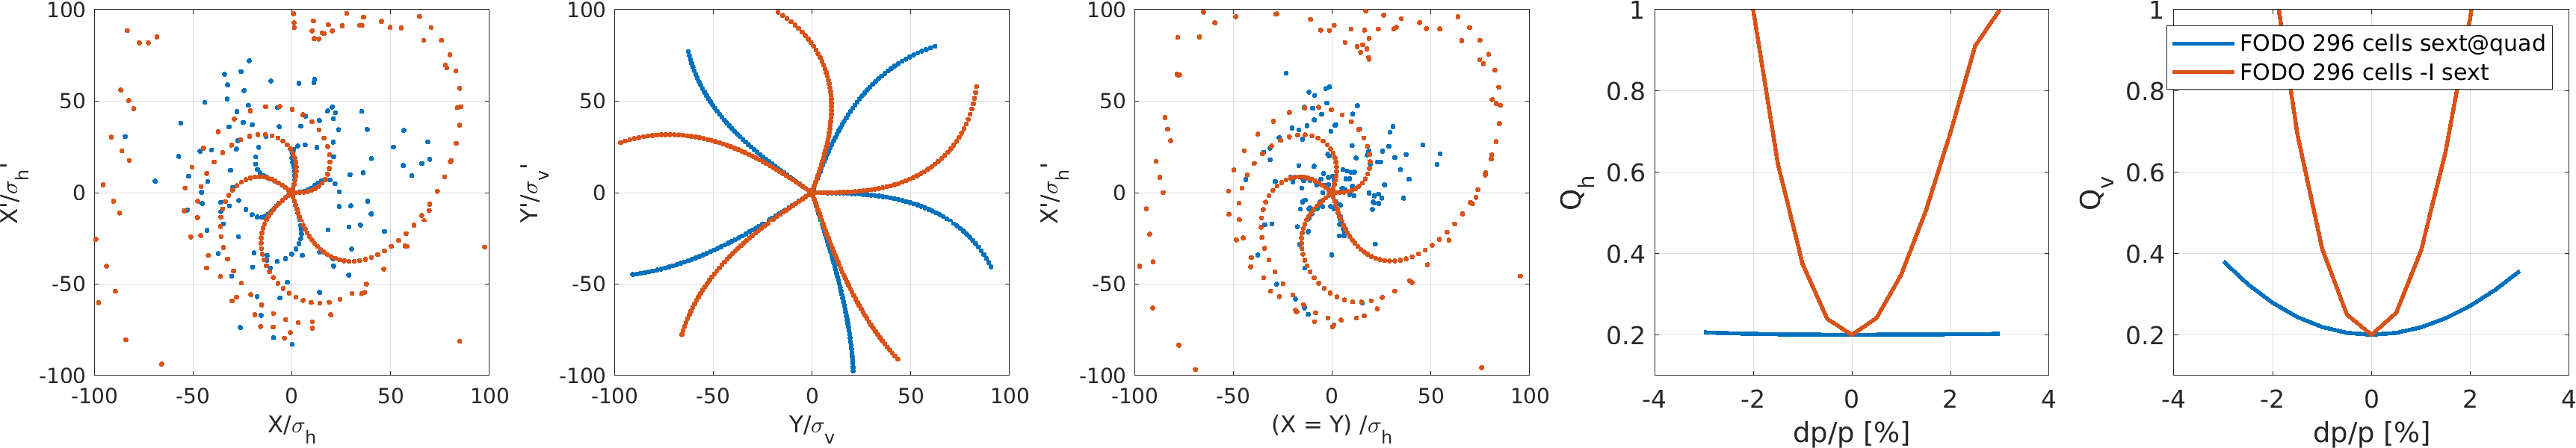 100
50
0
-50
-100
X'/σh'
-100 -50 0 50 100
X/σh
100
50
0
-50
-100
Y'/σv'
-100 -50 0 50 100
Y/σv
100
50
0
-50
-100
X'/σh'
-100 -50 0 50 100
(X = Y) /σh
1
0.8
0.6
0.4
0.2
Qh
-4 -2 0 2 4
dp/p [%]
1
0.8
0.6
0.4
0.2
Qv
-4 -2 0 2 4
dp/p [%]
FODO 296 cells sext@quad
FODO 296 cells -I sext